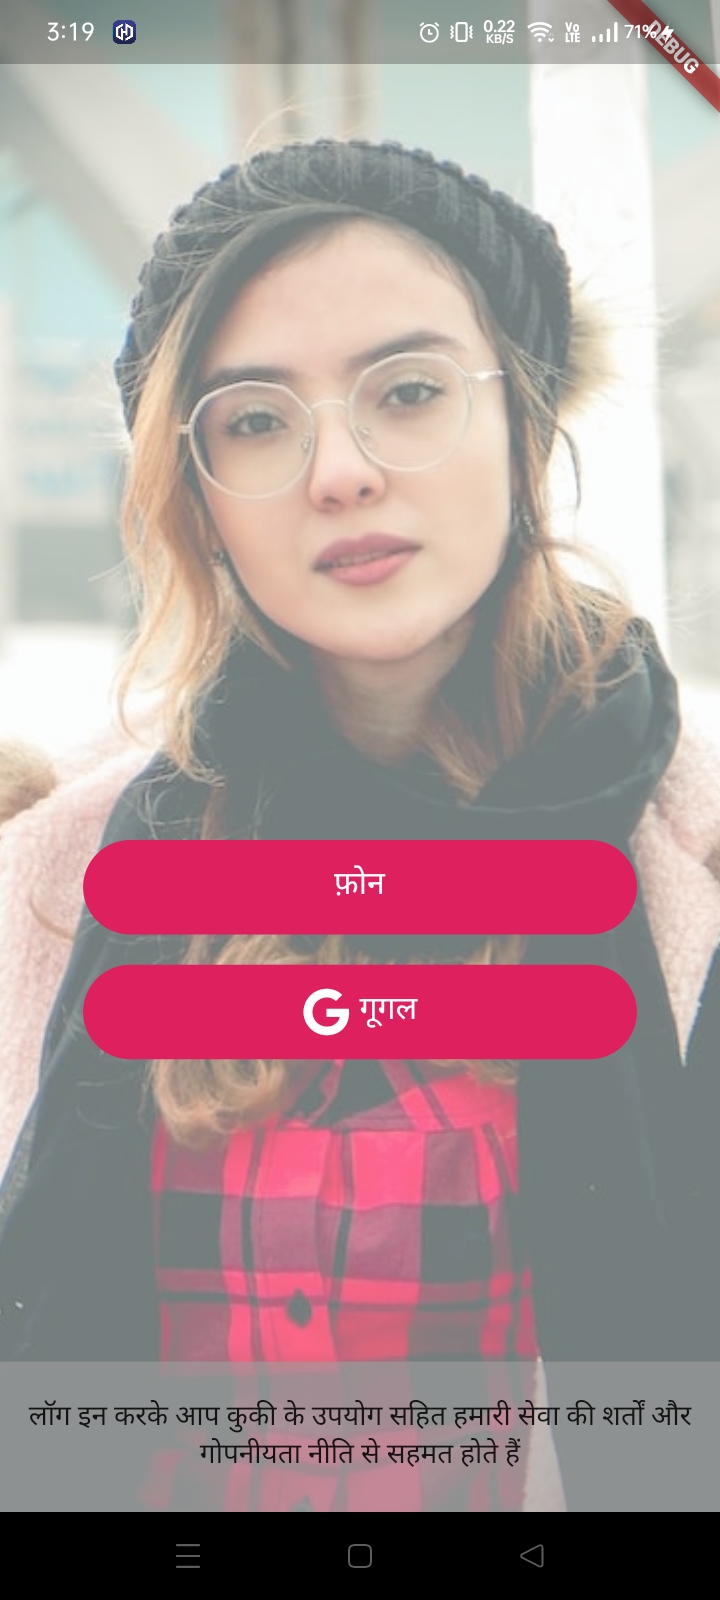 3:19
0.22
KB/S
Vo
LTE
71%
DEBUG
फ़ोन
G गूगल
लॉग इन करके आप कुकी के उपयोग सहित हमारी सेवा की शर्तों और
गोपनीयता नीति से सहमत होते हैं